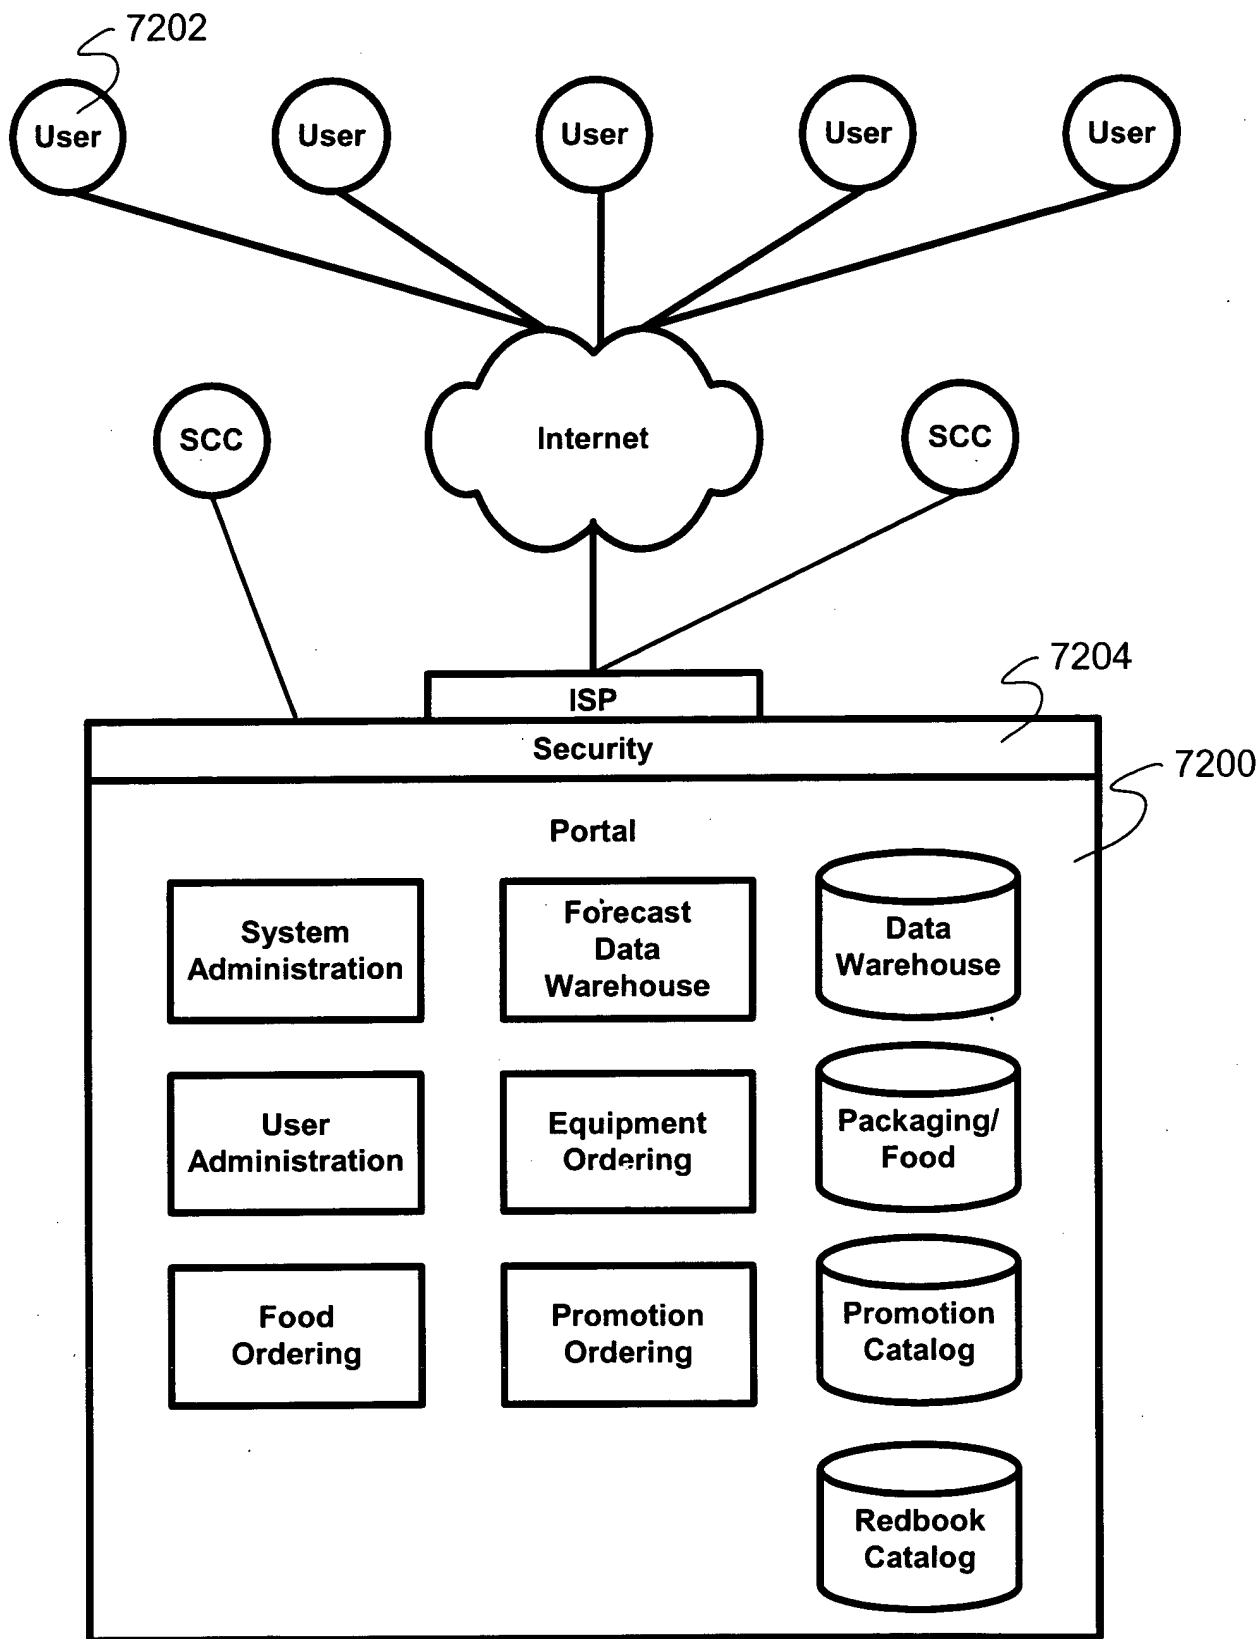 7202
User
User
User
User
User
SCC
Internet
SCC
7204
ISP
Security
7200
Portal
System
Administration
Forecast
Data
Warehouse
Data
Warehouse
User
Administration
Equipment
Ordering
Packaging/
Food
Food
Ordering
Promotion
Ordering
Promotion
Catalog
Redbook
Catalog